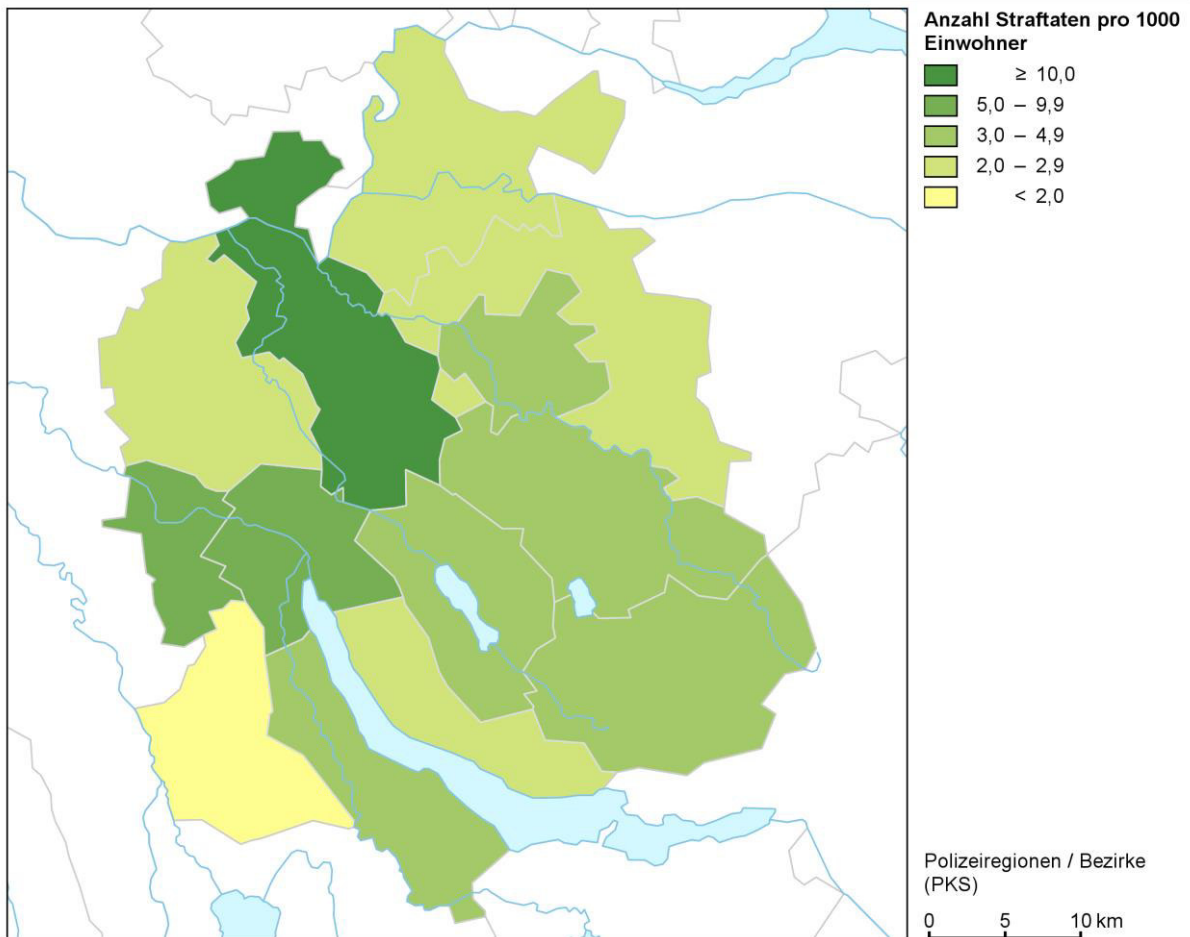 Anzahl Straftaten pro 1000
Einwohner
≥ 10,0
5,0 – 9,9
3,0 – 4,9
2,0 – 2,9
< 2,0
Polizeiregionen / Bezirke
(PKS)
0 5 10 km